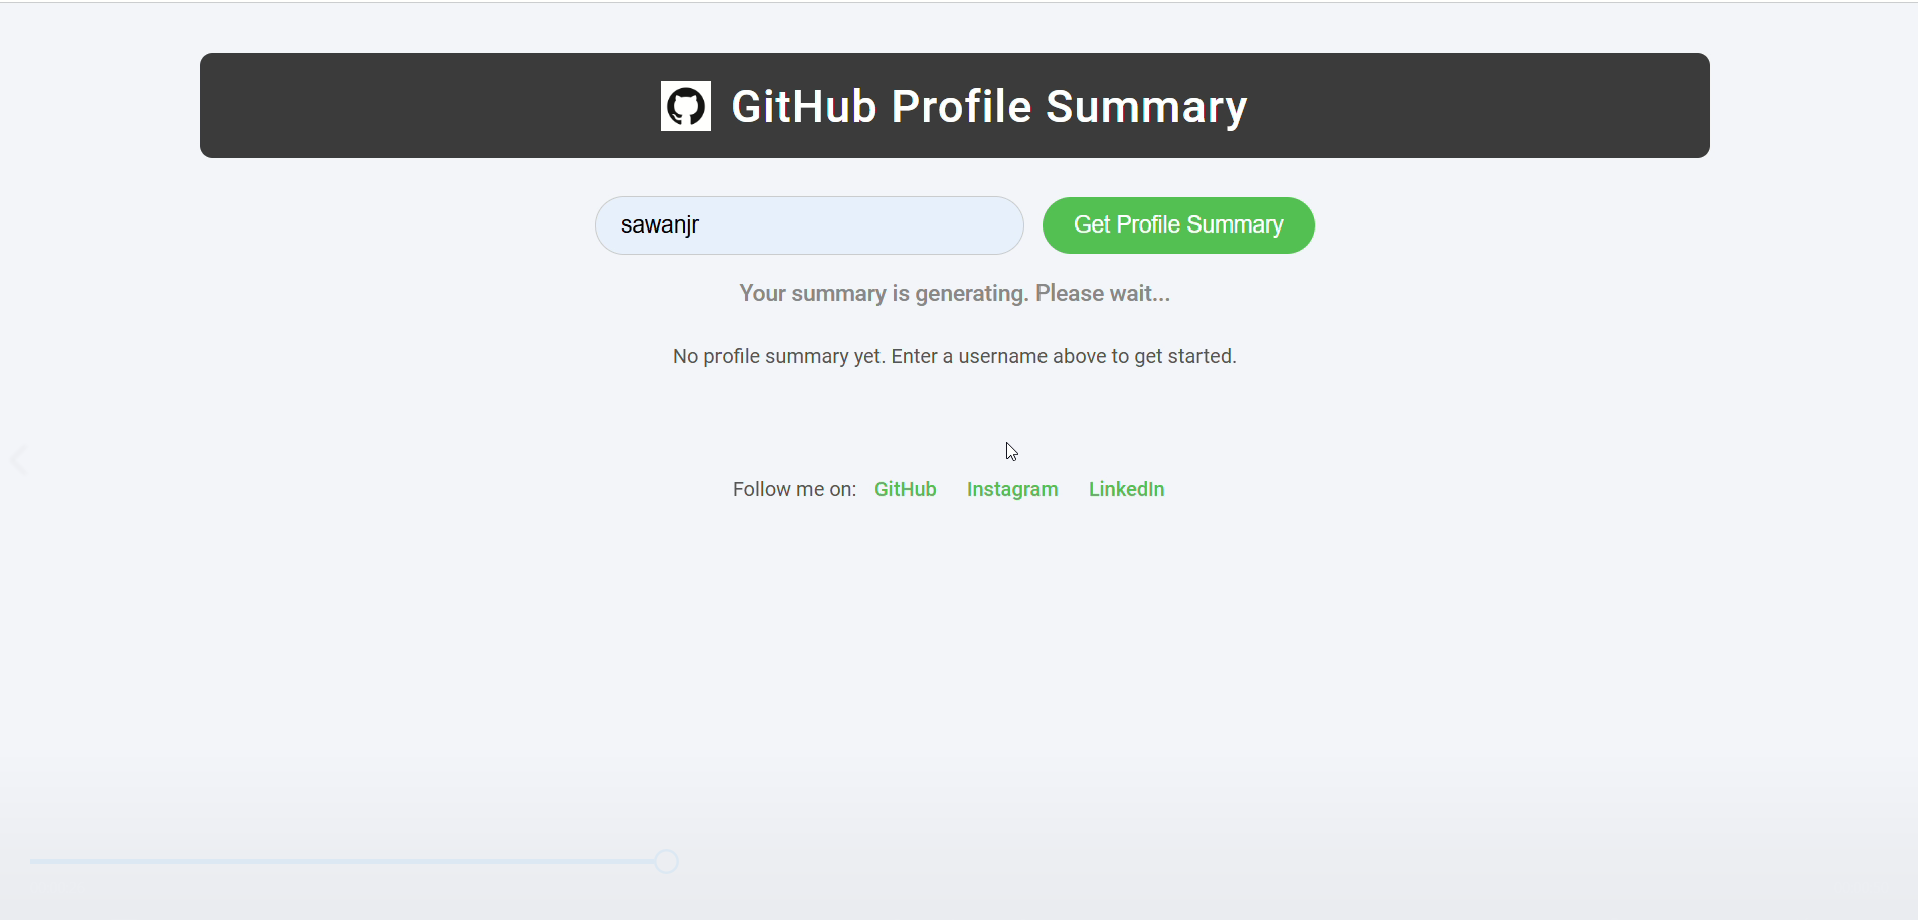 GitHub Profile Summary
sawanjr Get Profile Summary
Your summary is generating. Please wait...
No profile summary yet. Enter a username above to get started.
Follow me on: GitHub Instagram LinkedIn